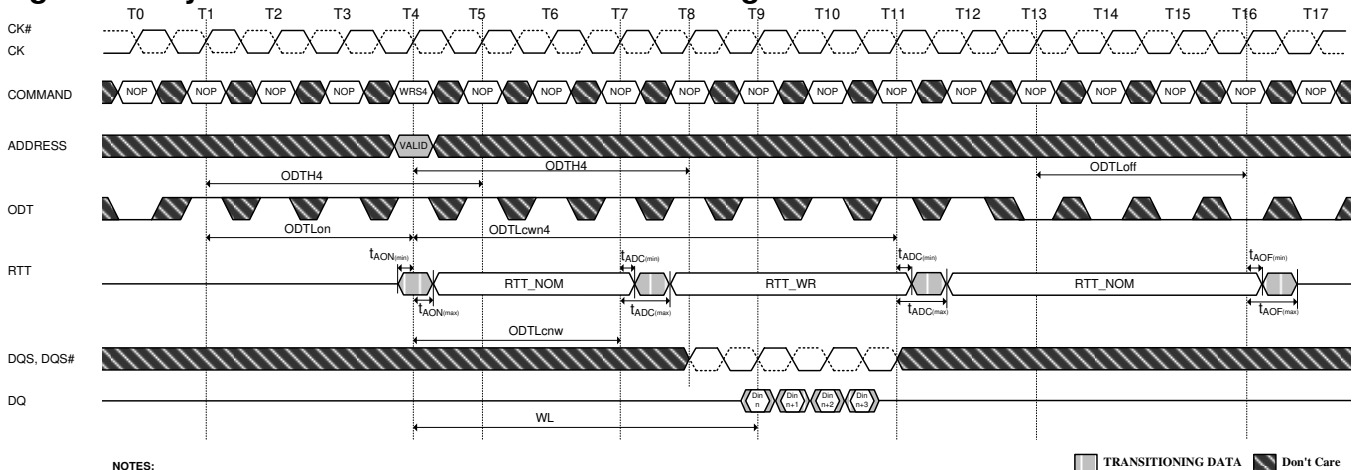 T0 T1 T2 T3 T4 T5 T6 T7 T8 T9 T10 T11 T12 T13 T14 T15 T16 T17
CK#
CK
COMMAND NOP NOP NOP NOP WRS4 NOP NOP NOP NOP NOP NOP NOP NOP NOP NOP NOP NOP NOP
ADDRESS VALID
ODTH4 ODTH4 ODTLoff
ODT
ODTLon ODTLcwn4
tAON(min) tADC(min) tADC(min) tAOF(min)
RTT RTT_NOM RTT_WR RTT_NOM
tAON(max) tADC(max) tADC(max) tAOF(max)
ODTLcnw
DQS, DQS#
DQ Din n Din n+1 Din n+2 Din n+3
WL
NOTES: TRANSITIONING DATA Don't Care